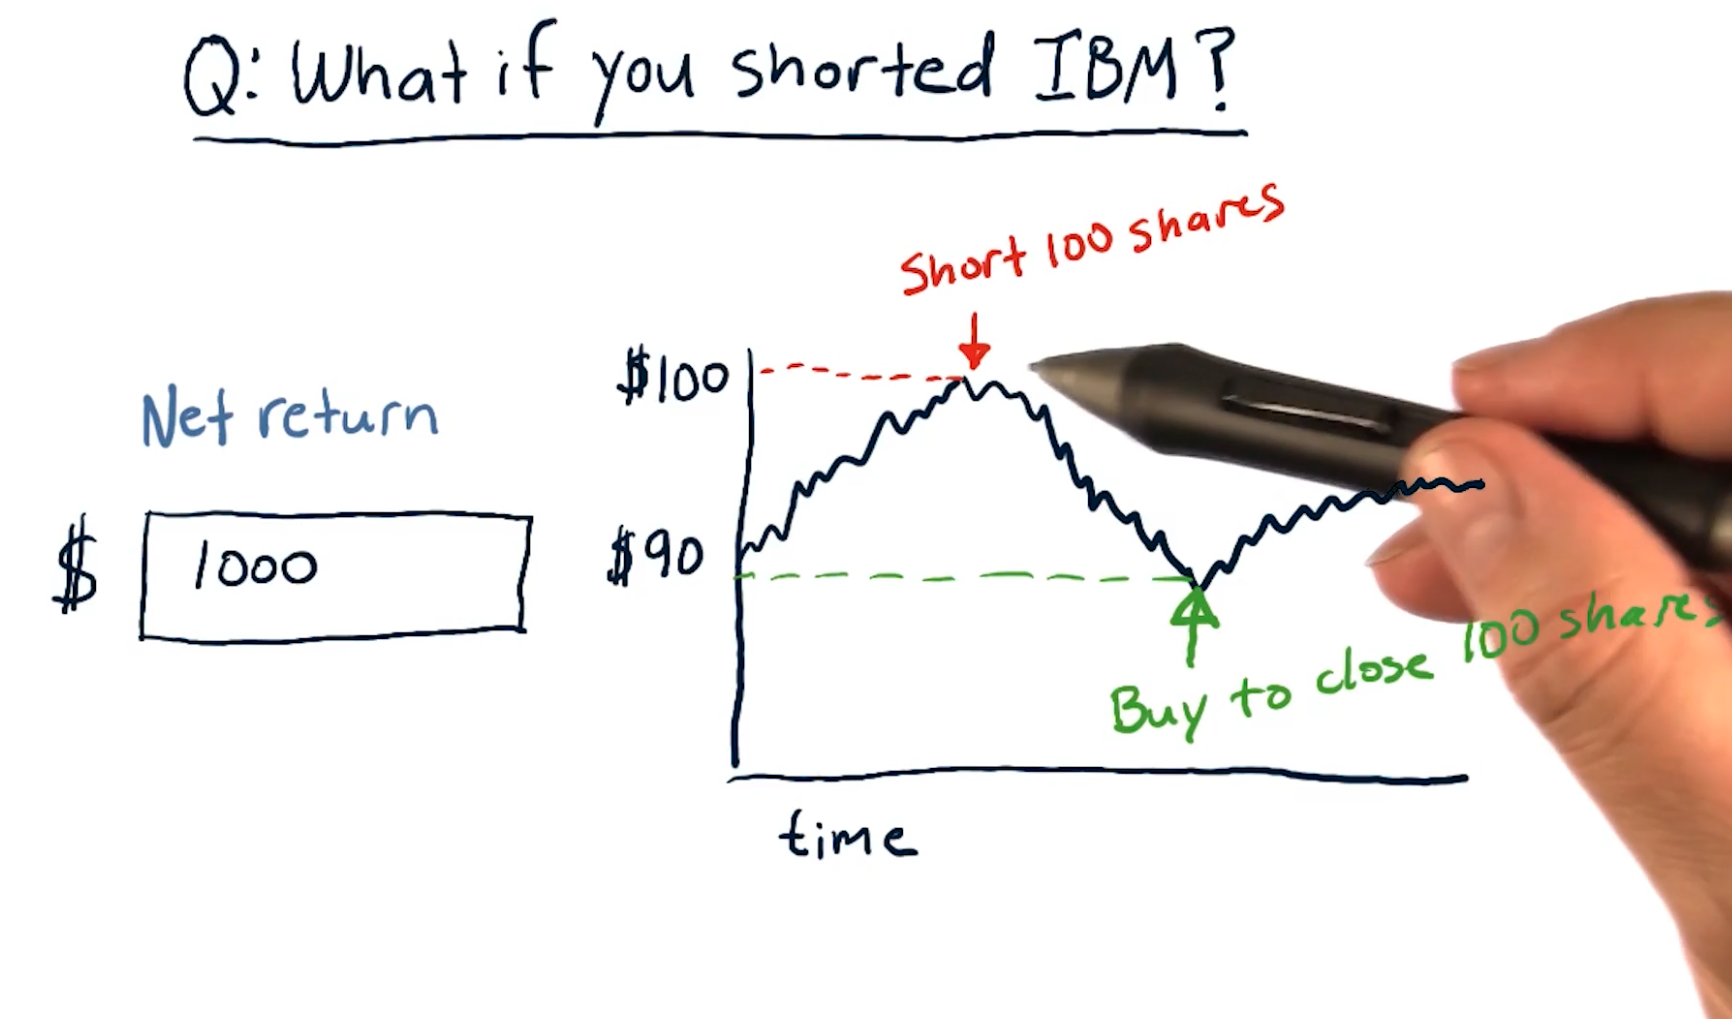 Q: What if you shorted IBM?
Short 100 shares
$100
Net return
$ 1000
$90
Buy to close 100 shares
time